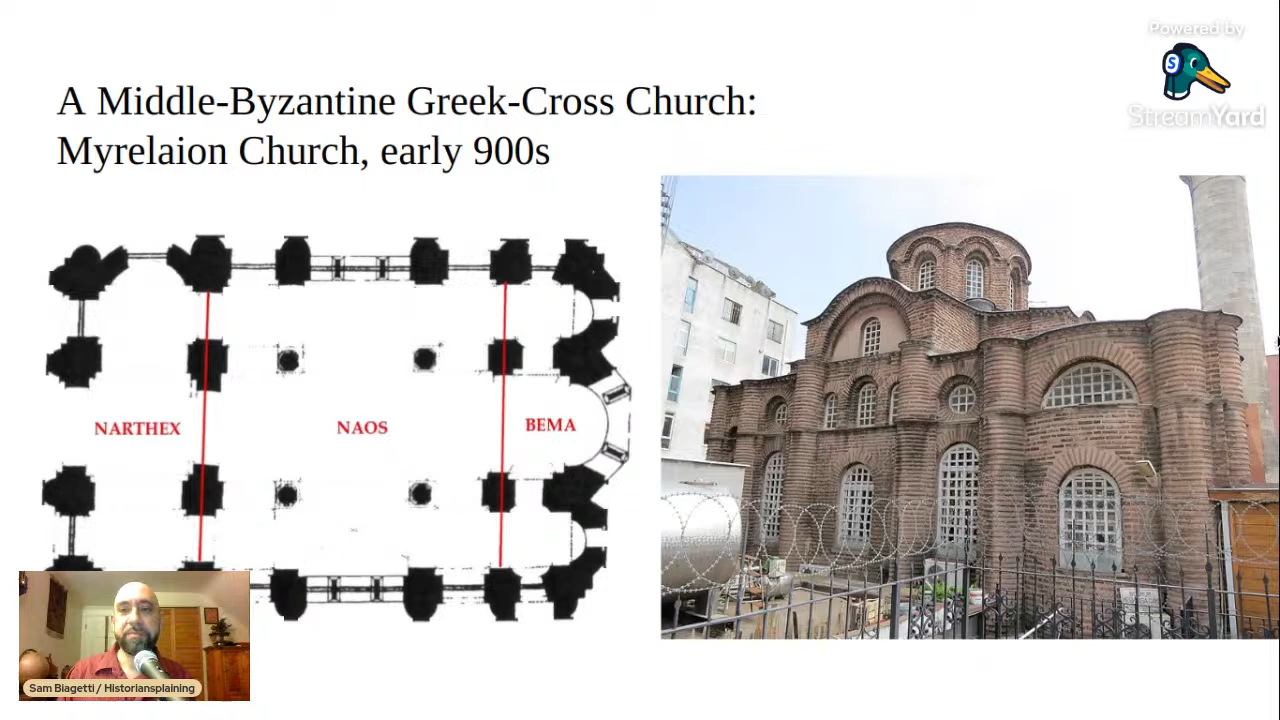 Powered by
S
StreamYard
A Middle-Byzantine Greek-Cross Church:
Myrelaion Church, early 900s
NARTHEX
NAOS
BEMA
Sam Biagetti / Historiansplaining